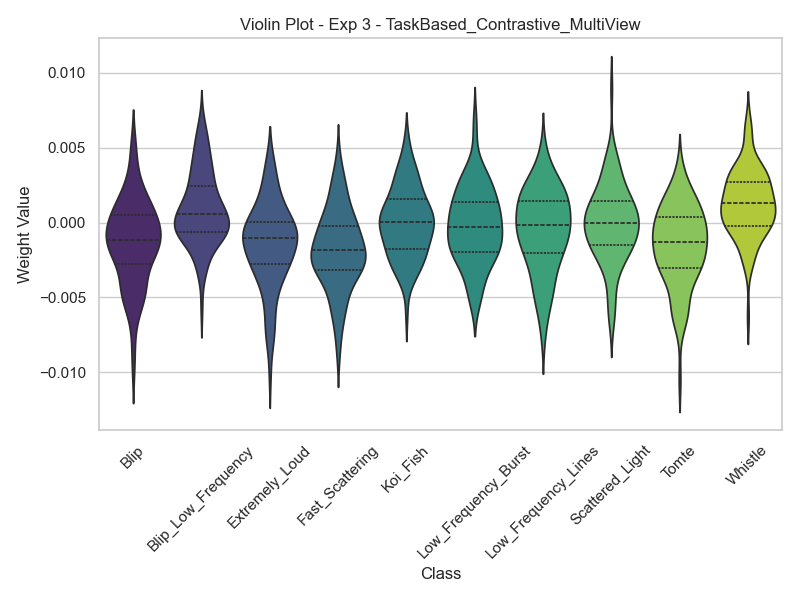 Violin Plot - Exp 3 - TaskBased_Contrastive_MultiView
0.010
0.005
0.000
−0.005
−0.010
Weight Value
Blip
Blip_Low_Frequency
Extremely_Loud
Fast_Scattering
Koi_Fish
Low_Frequency_Burst
Low_Frequency_Lines
Scattered_Light
Tomte
Whistle
Class